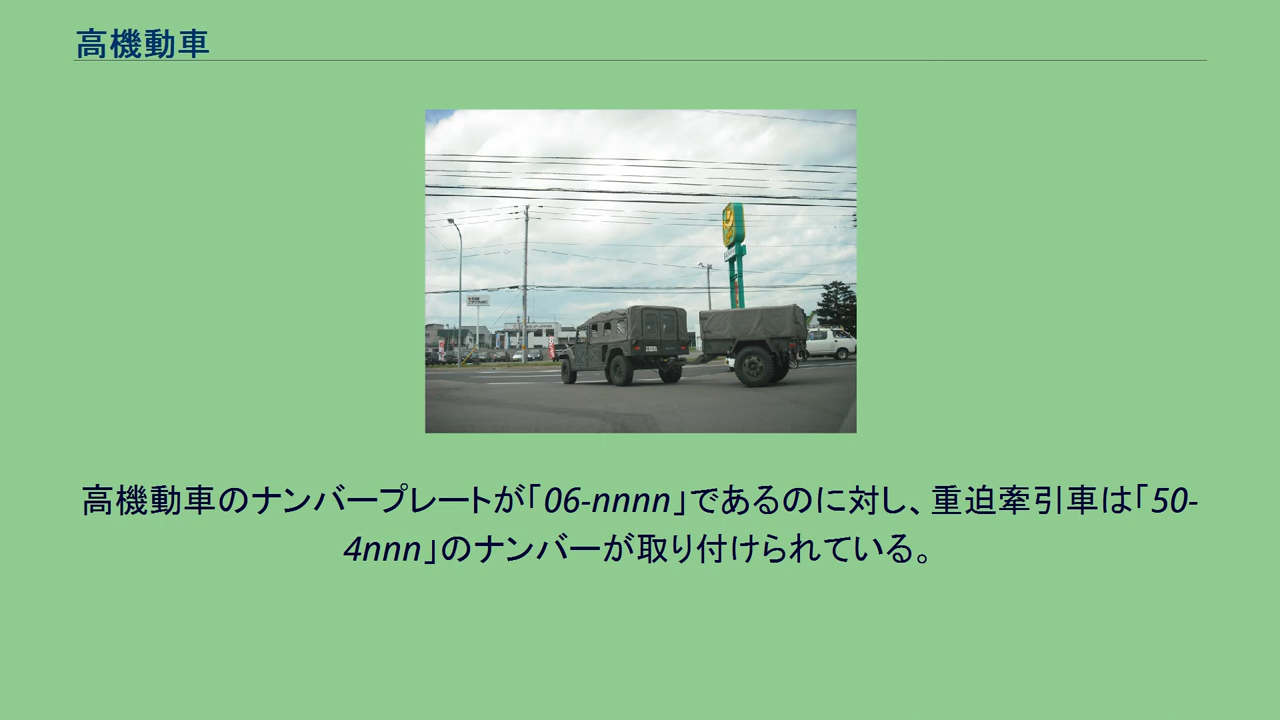 高機動車
高機動車のナンバープレートが「06-nnnn」であるのに対し、重迫牽引車は「50-
4nnn」のナンバーが取り付けられている。